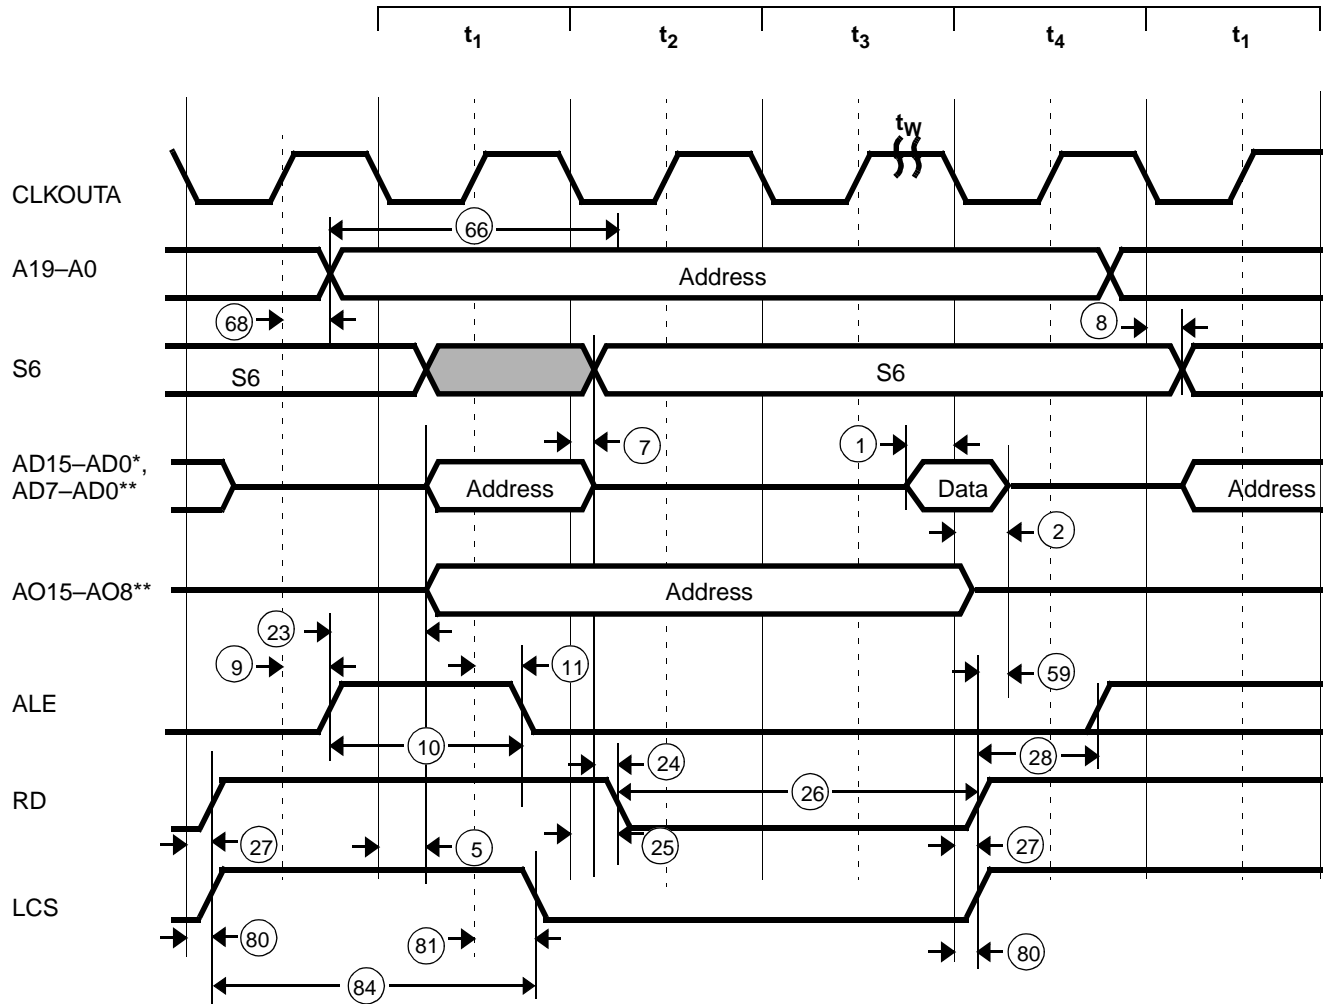 t1 t2 t3 t4 t1
tW
CLKOUTA
66
A19–A0
Address
68
8
S6
S6
S6
7
1
AD15–AD0*,
AD7–AD0**
Address
Data
Address
2
AO15–AO8**
Address
23
9
11
59
ALE
10
28
24
RD
26
27
5
25
27
LCS
80
81
80
84